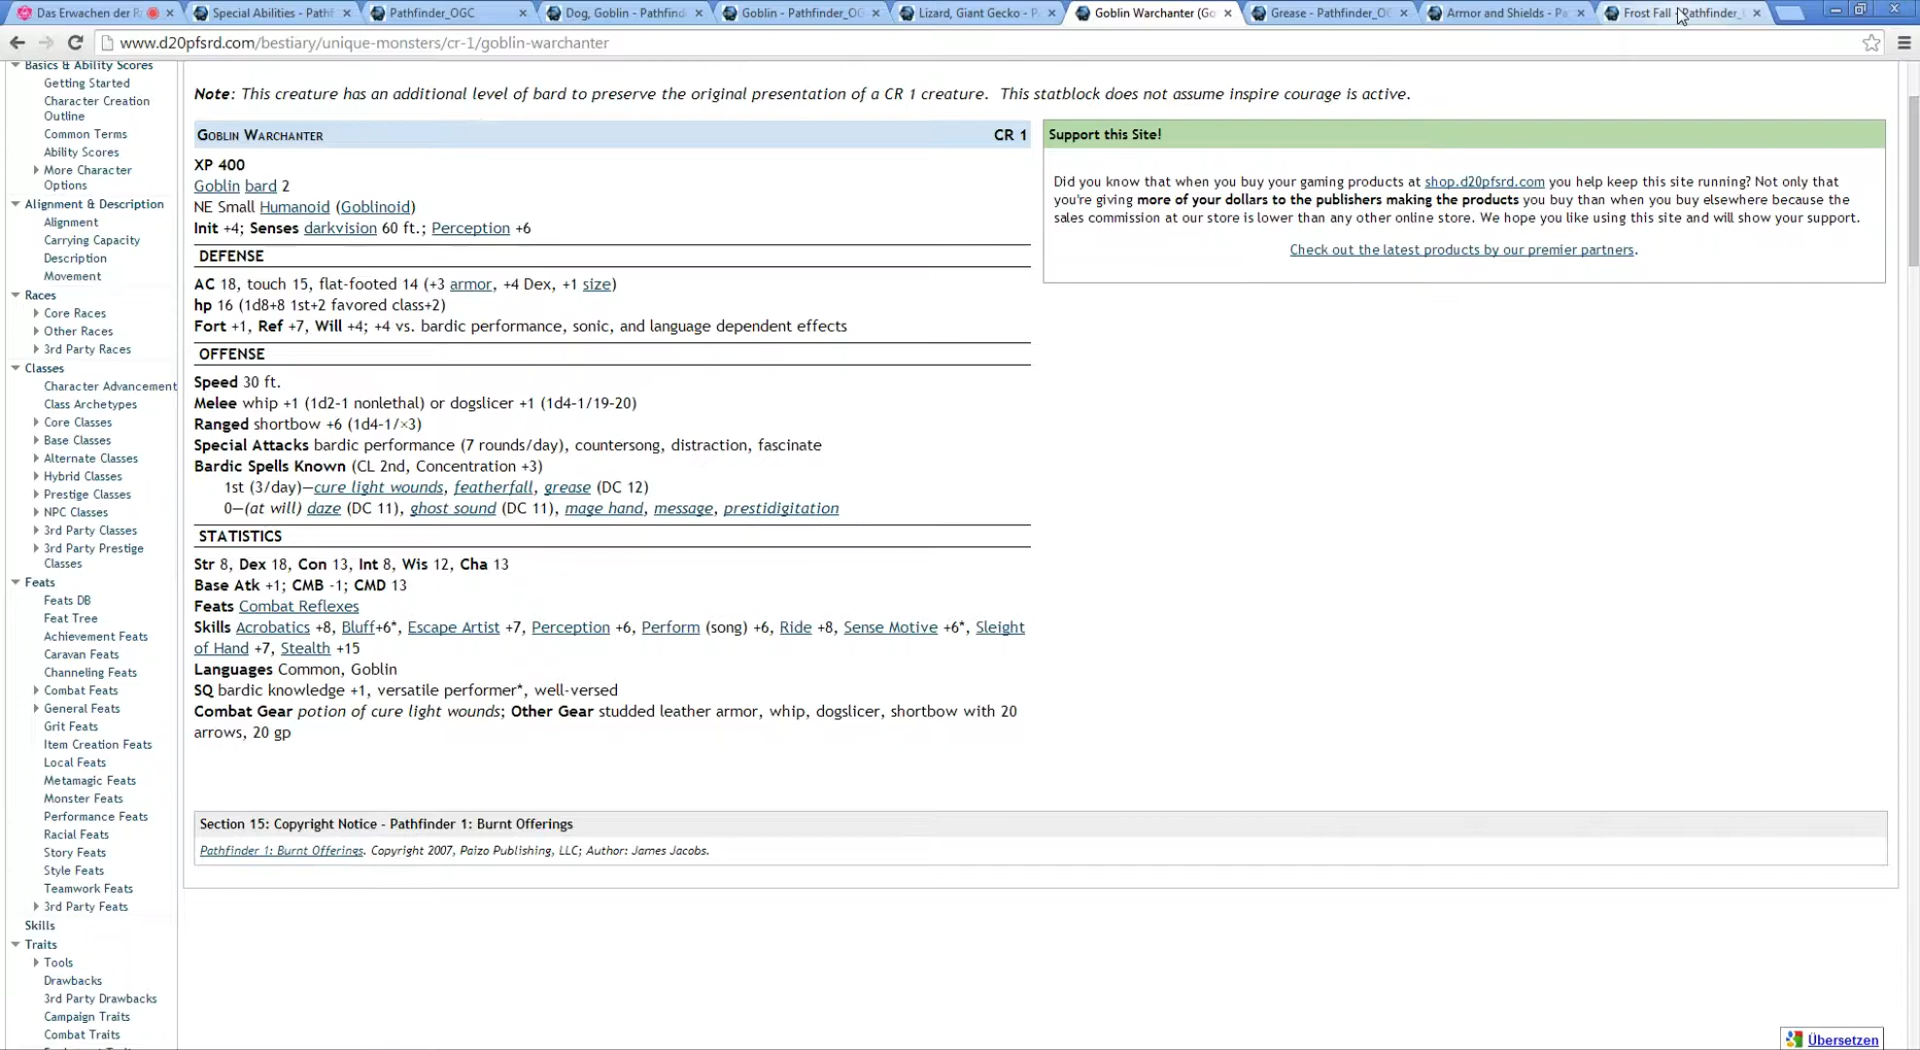 Das Erwachen der R
Special Abilities - Pathf
Pathfinder_OGC
Dog, Goblin - Pathfind
Goblin - Pathfinder_OG
Lizard, Giant Gecko - P
Goblin Warchanter (Go
Grease - Pathfinder_O
Armor and Shields - Pa
Frost Fall - Pathfinder_
www.d20pfsrd.com/bestiary/unique-monsters/cr-1/goblin-warchanter
Basics & Ability Scores
Getting Started
Character Creation
Outline
Common Terms
Ability Scores
More Character
Options
Alignment & Description
Alignment
Carrying Capacity
Description
Movement
Races
Core Races
Other Races
3rd Party Races
Classes
Character Advancement
Class Archetypes
Core Classes
Base Classes
Alternate Classes
Hybrid Classes
Prestige Classes
NPC Classes
3rd Party Classes
3rd Party Prestige
Classes
Feats
Feats DB
Feat Tree
Achievement Feats
Caravan Feats
Channeling Feats
Combat Feats
General Feats
Grit Feats
Item Creation Feats
Local Feats
Metamagic Feats
Monster Feats
Performance Feats
Racial Feats
Story Feats
Style Feats
Teamwork Feats
3rd Party Feats
Skills
Traits
Tools
Drawbacks
3rd Party Drawbacks
Campaign Traits
Combat Traits
Note: This creature has an additional level of bard to preserve the original presentation of a CR 1 creature. This statblock does not assume inspire courage is active.
Goblin Warchanter CR 1
XP 400
Goblin bard 2
NE Small Humanoid (Goblinoid)
Init +4; Senses darkvision 60 ft.; Perception +6
DEFENSE
AC 18, touch 15, flat-footed 14 (+3 armor, +4 Dex, +1 size)
hp 16 (1d8+8 1st+2 favored class+2)
Fort +1, Ref +7, Will +4; +4 vs. bardic performance, sonic, and language dependent effects
OFFENSE
Speed 30 ft.
Melee whip +1 (1d2-1 nonlethal) or dogslicer +1 (1d4-1/19-20)
Ranged shortbow +6 (1d4-1/×3)
Special Attacks bardic performance (7 rounds/day), countersong, distraction, fascinate
Bardic Spells Known (CL 2nd, Concentration +3)
1st (3/day)—cure light wounds, featherfall, grease (DC 12)
0—(at will) daze (DC 11), ghost sound (DC 11), mage hand, message, prestidigitation
STATISTICS
Str 8, Dex 18, Con 13, Int 8, Wis 12, Cha 13
Base Atk +1; CMB -1; CMD 13
Feats Combat Reflexes
Skills Acrobatics +8, Bluff+6*, Escape Artist +7, Perception +6, Perform (song) +6, Ride +8, Sense Motive +6*, Sleight
of Hand +7, Stealth +15
Languages Common, Goblin
SQ bardic knowledge +1, versatile performer*, well-versed
Combat Gear potion of cure light wounds; Other Gear studded leather armor, whip, dogslicer, shortbow with 20
arrows, 20 gp
Support this Site!
Did you know that when you buy your gaming products at shop.d20pfsrd.com you help keep this site running? Not only that
you're giving more of your dollars to the publishers making the products you buy than when you buy elsewhere because the
sales commission at our store is lower than any other online store. We hope you like using this site and will show your support.
Check out the latest products by our premier partners.
Section 15: Copyright Notice - Pathfinder 1: Burnt Offerings
Pathfinder 1: Burnt Offerings. Copyright 2007, Paizo Publishing, LLC; Author: James Jacobs.
Übersetzen